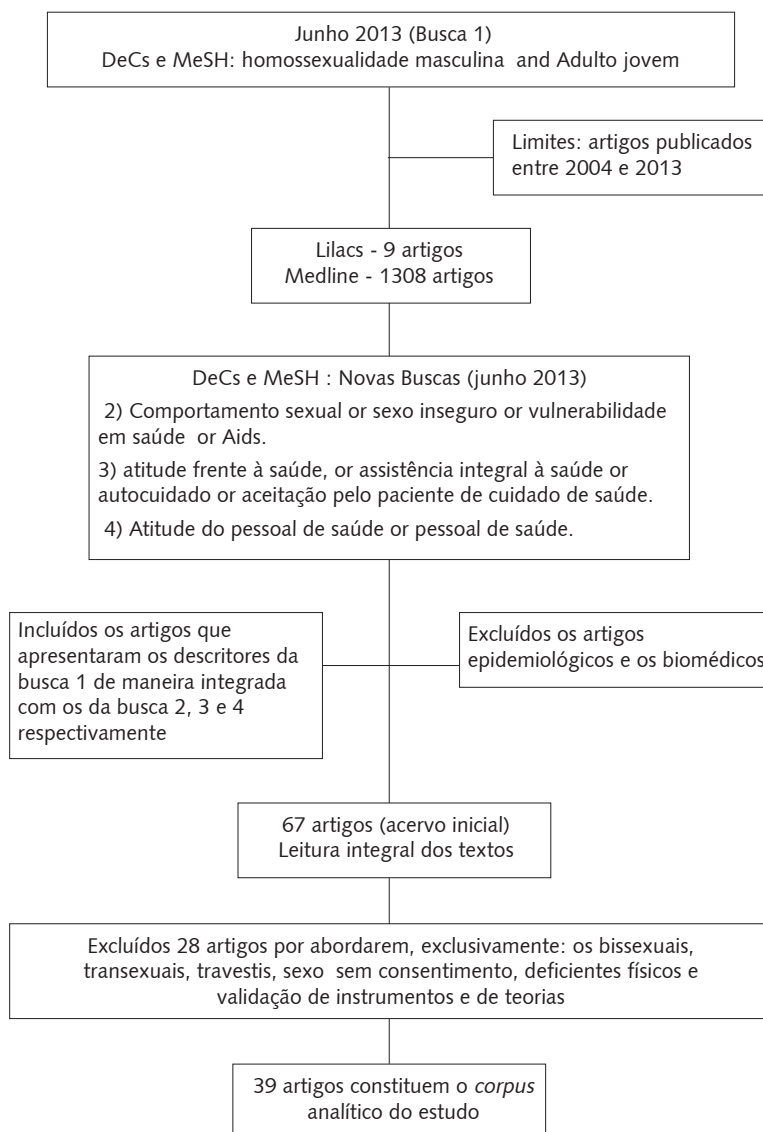 Junho 2013 (Busca 1)
DeCs e MeSH: homossexualidade masculina and Adulto jovem
Limites: artigos publicados
entre 2004 e 2013
Lilacs - 9 artigos
Medline - 1308 artigos
DeCs e MeSH : Novas Buscas (junho 2013)
2) Comportamento sexual or sexo inseguro or vulnerabilidade
em saúde or Aids.
3) atitude frente à saúde, or assistência integral à saúde or
autocuidado or aceitação pelo paciente de cuidado de saúde.
4) Atitude do pessoal de saúde or pessoal de saúde.
Incluídos os artigos que
apresentaram os descritores da
busca 1 de maneira integrada
com os da busca 2, 3 e 4
respectivamente
Excluídos os artigos
epidemiológicos e os biomédicos
67 artigos (acervo inicial)
Leitura integral dos textos
Excluídos 28 artigos por abordarem, exclusivamente: os bissexuais,
transexuais, travestis, sexo sem consentimento, deficientes físicos e
validação de instrumentos e de teorias
39 artigos constituem o corpus
analítico do estudo